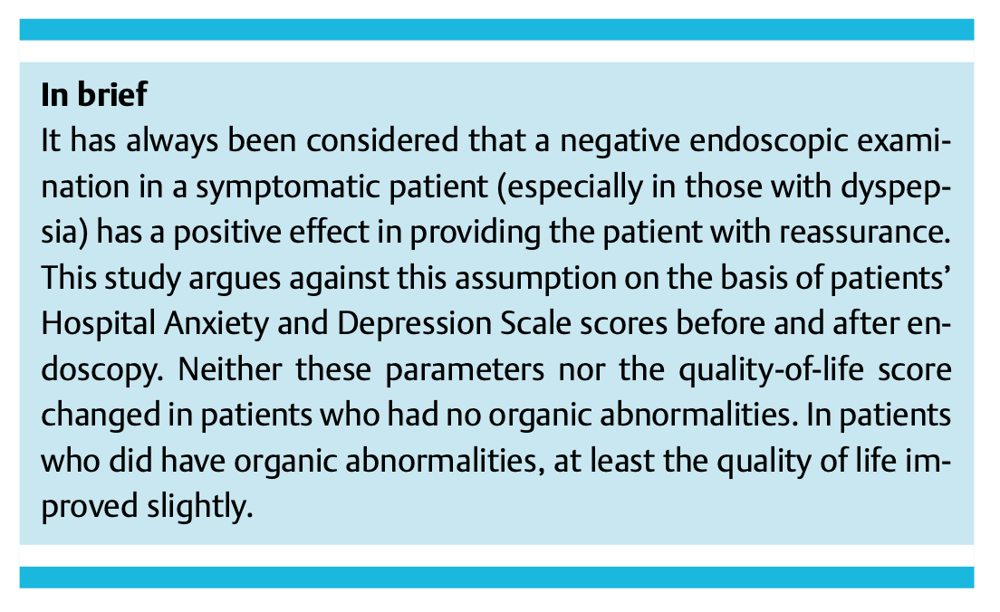 In brief
It has always been considered that a negative endoscopic exami-
nation in a symptomatic patient (especially in those with dyspep-
sia) has a positive effect in providing the patient with reassurance.
This study argues against this assumption on the basis of patients’
Hospital Anxiety and Depression Scale scores before and after en-
doscopy. Neither these parameters nor the quality-of-life score
changed in patients who had no organic abnormalities. In patients
who did have organic abnormalities, at least the quality of life im-
proved slightly.